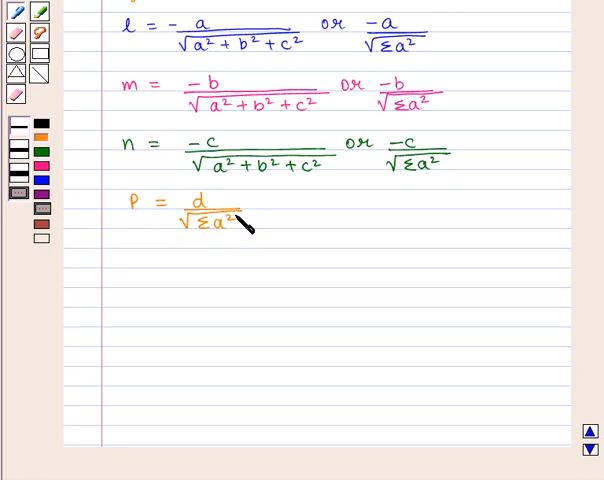 l = - a / √(a² + b² + c²) or -a / √(Σa²)
m = -b / √(a² + b² + c²) or -b / √(Σa²)
n = -c / √(a² + b² + c²) or -c / √(Σa²)
P = d / √(Σa²)